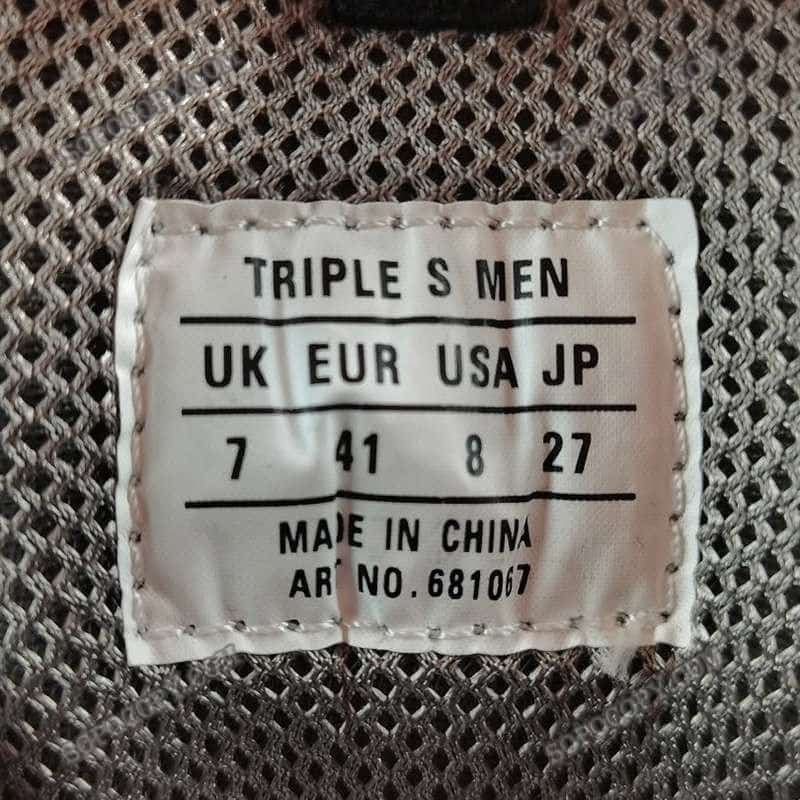 TRIPLE S MEN
UK EUR USA JP
7 41 8 27
MADE IN CHINA
ART NO. 681067